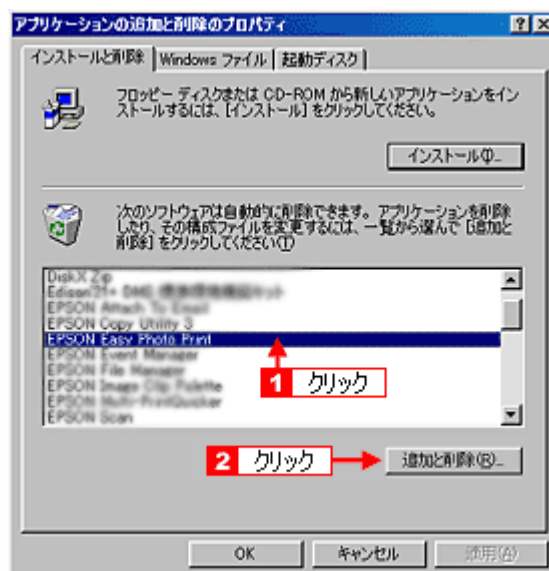 アプリケーションの追加と削除のプロパティ
インストールと削除 Windows ファイル 起動ディスク
フロッピー ディスクまたは CD-ROM から新しいアプリケーションをイン
ストールするには、[インストール] をクリックしてください。
インストール(I)...
次のソフトウェアは自動的に削除できます。アプリケーションを削除
したり、その構成ファイルを変更するには、一覧から選んで [追加と
削除] をクリックしてください(T)
DiskX Zip
Edison21+ DMG
EPSON Attach To Email
EPSON Copy Utility 3
EPSON Easy Photo Print
EPSON Event Manager
EPSON File Manager
EPSON Image Clip Palette
EPSON Multi-PrintQuicker
EPSON Scan
1 クリック
2 クリック
追加と削除(R)...
OK キャンセル 適用(A)